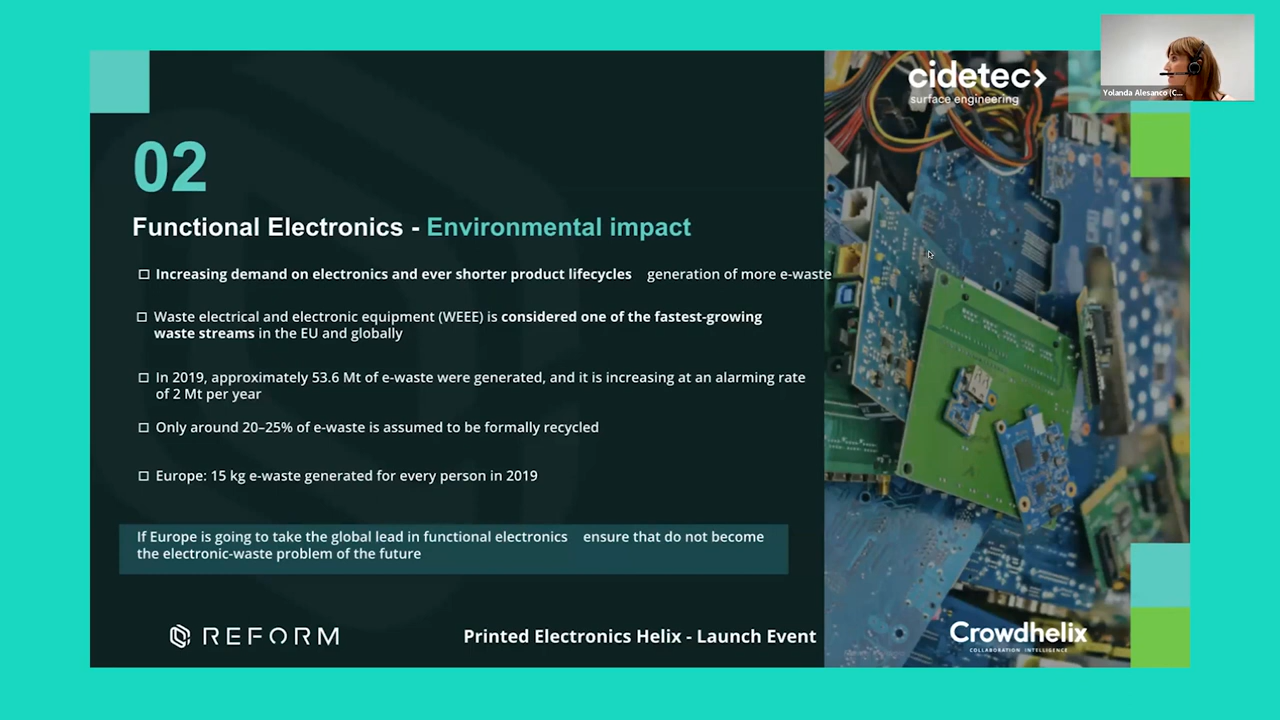 cidetec>
surface engineering
Yolanda Alesanco (C...
02
Functional Electronics - Environmental impact
Increasing demand on electronics and ever shorter product lifecycles generation of more e-waste
Waste electrical and electronic equipment (WEEE) is considered one of the fastest-growing
waste streams in the EU and globally
In 2019, approximately 53.6 Mt of e-waste were generated, and it is increasing at an alarming rate
of 2 Mt per year
Only around 20–25% of e-waste is assumed to be formally recycled
Europe: 15 kg e-waste generated for every person in 2019
If Europe is going to take the global lead in functional electronics ensure that do not become
the electronic-waste problem of the future
REFORM
Printed Electronics Helix - Launch Event
Crowdhelix
COLLABORATION INTELLIGENCE